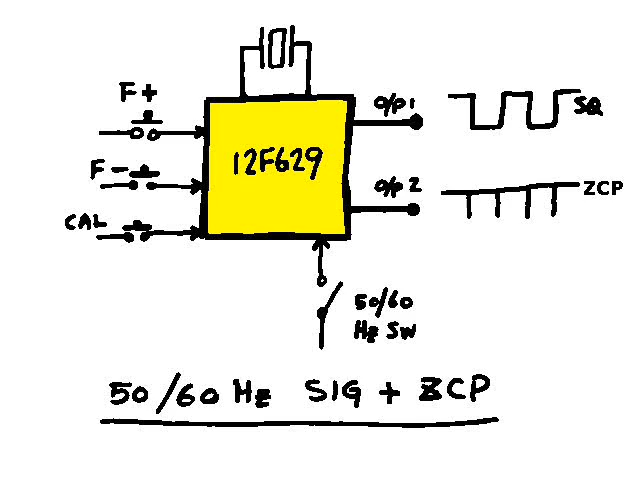 F+
O/P1
SQ
F-
12F629
O/P 2
ZCP
CAL
50/60
Hz SW
50/60 Hz SIG + ZCP